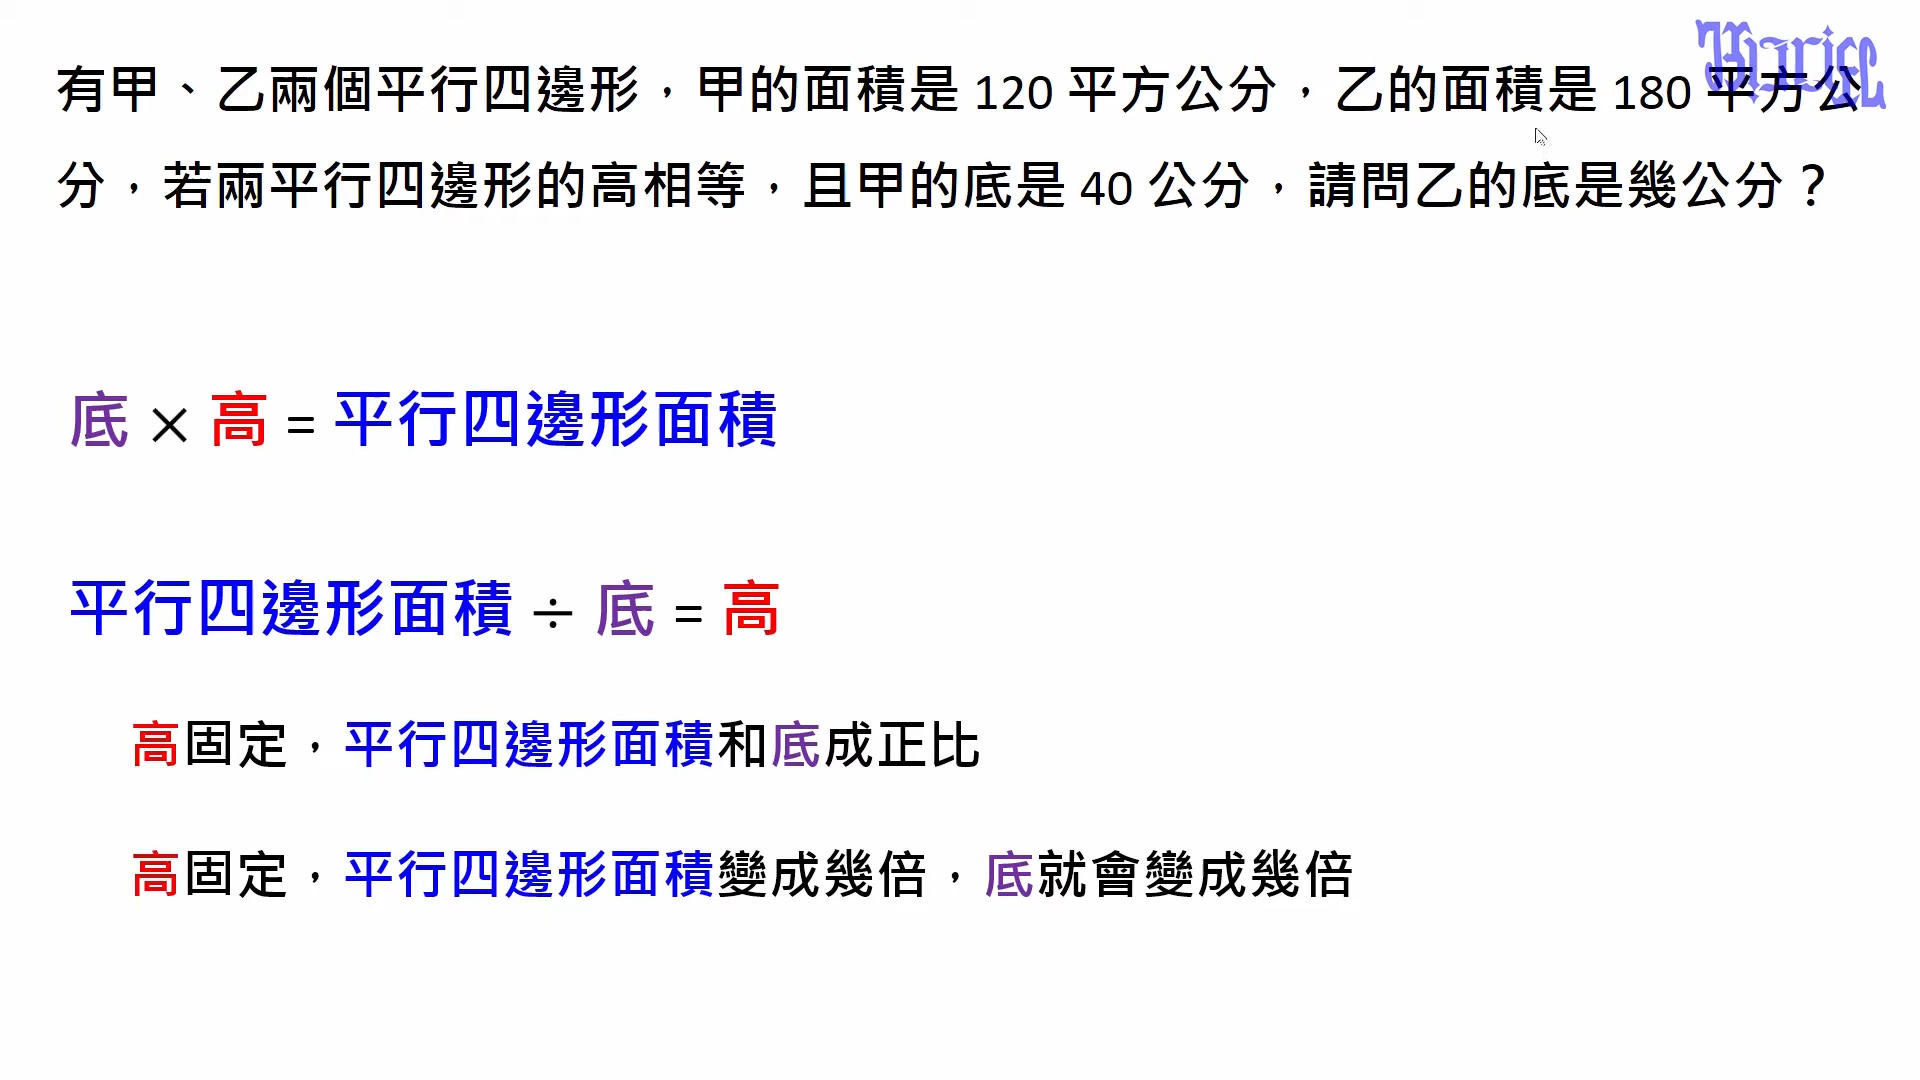 有甲、乙兩個平行四邊形，甲的面積是 120 平方公分，乙的面積是 180 平方公
分，若兩平行四邊形的高相等，且甲的底是 40 公分，請問乙的底是幾公分？
底 × 高 = 平行四邊形面積
平行四邊形面積 ÷ 底 = 高
高固定，平行四邊形面積和底成正比
高固定，平行四邊形面積變成幾倍，底就會變成幾倍